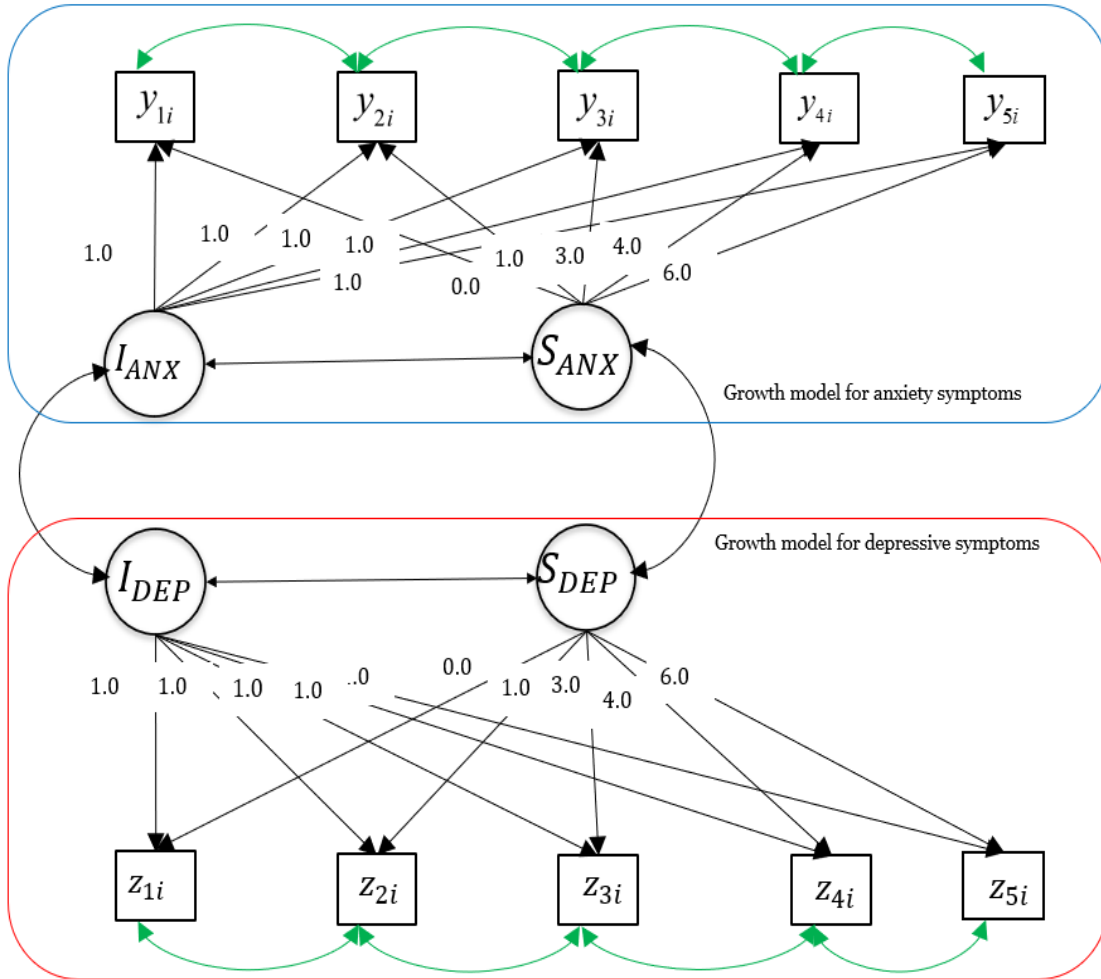 y1i y2i y3i y4i y5i
1.0 1.0 1.0 1.0 1.0 0.0 1.0 3.0 4.0 6.0
IANX SANX
Growth model for anxiety symptoms
Growth model for depressive symptoms
IDEP SDEP
1.0 1.0 1.0 1.0 .0 0.0 1.0 3.0 4.0 6.0
z1i z2i z3i z4i z5i